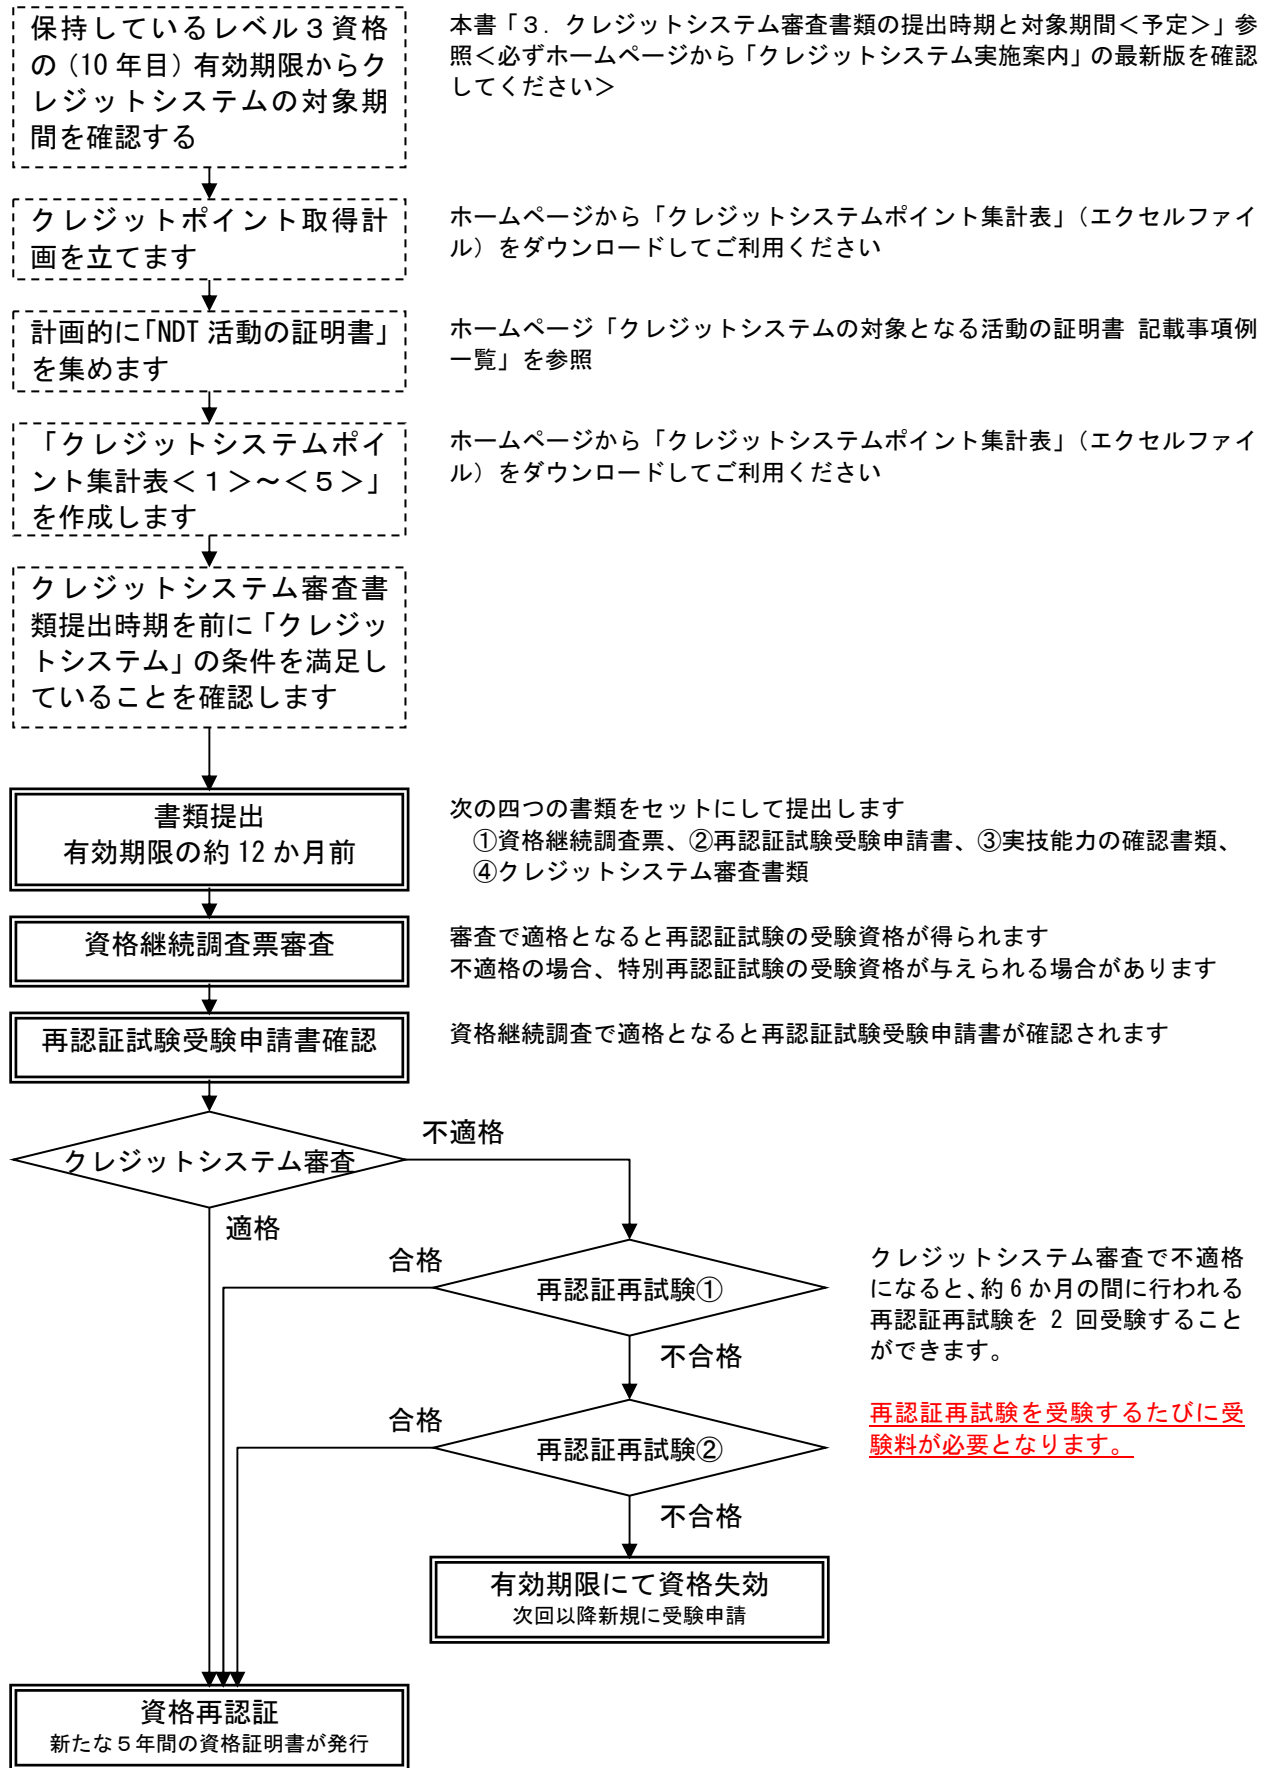 保持しているレベル３資格
の（10年目）有効期限からク
レジットシステムの対象期
間を確認する
本書「３．クレジットシステム審査書類の提出時期と対象期間＜予定＞」参
照＜必ずホームページから「クレジットシステム実施案内」の最新版を確認
してください＞
クレジットポイント取得計
画を立てます
ホームページから「クレジットシステムポイント集計表」（エクセルファイ
ル）をダウンロードしてご利用ください
計画的に「NDT 活動の証明書」
を集めます
ホームページ「クレジットシステムの対象となる活動の証明書 記載事項例
一覧」を参照
「クレジットシステムポイ
ント集計表＜１＞～＜５＞」
を作成します
ホームページから「クレジットシステムポイント集計表」（エクセルファイ
ル）をダウンロードしてご利用ください
クレジットシステム審査書
類提出時期を前に「クレジッ
トシステム」の条件を満足し
ていることを確認します
書類提出
有効期限の約 12 か月前
次の四つの書類をセットにして提出します
①資格継続調査票、②再認証試験受験申請書、③実技能力の確認書類、
④クレジットシステム審査書類
資格継続調査票審査
審査で適格となると再認証試験の受験資格が得られます
不適格の場合、特別再認証試験の受験資格が与えられる場合があります
再認証試験受験申請書確認
資格継続調査で適格となると再認証試験受験申請書が確認されます
クレジットシステム審査
不適格
適格
合格
再認証再試験①
クレジットシステム審査で不適格
になると、約 6 か月の間に行われる
再認証再試験を 2 回受験すること
ができます。
不合格
再認証再試験を受験するたびに受
験料が必要となります。
合格
再認証再試験②
不合格
有効期限にて資格失効
次回以降新規に受験申請
資格再認証
新たな５年間の資格証明書が発行